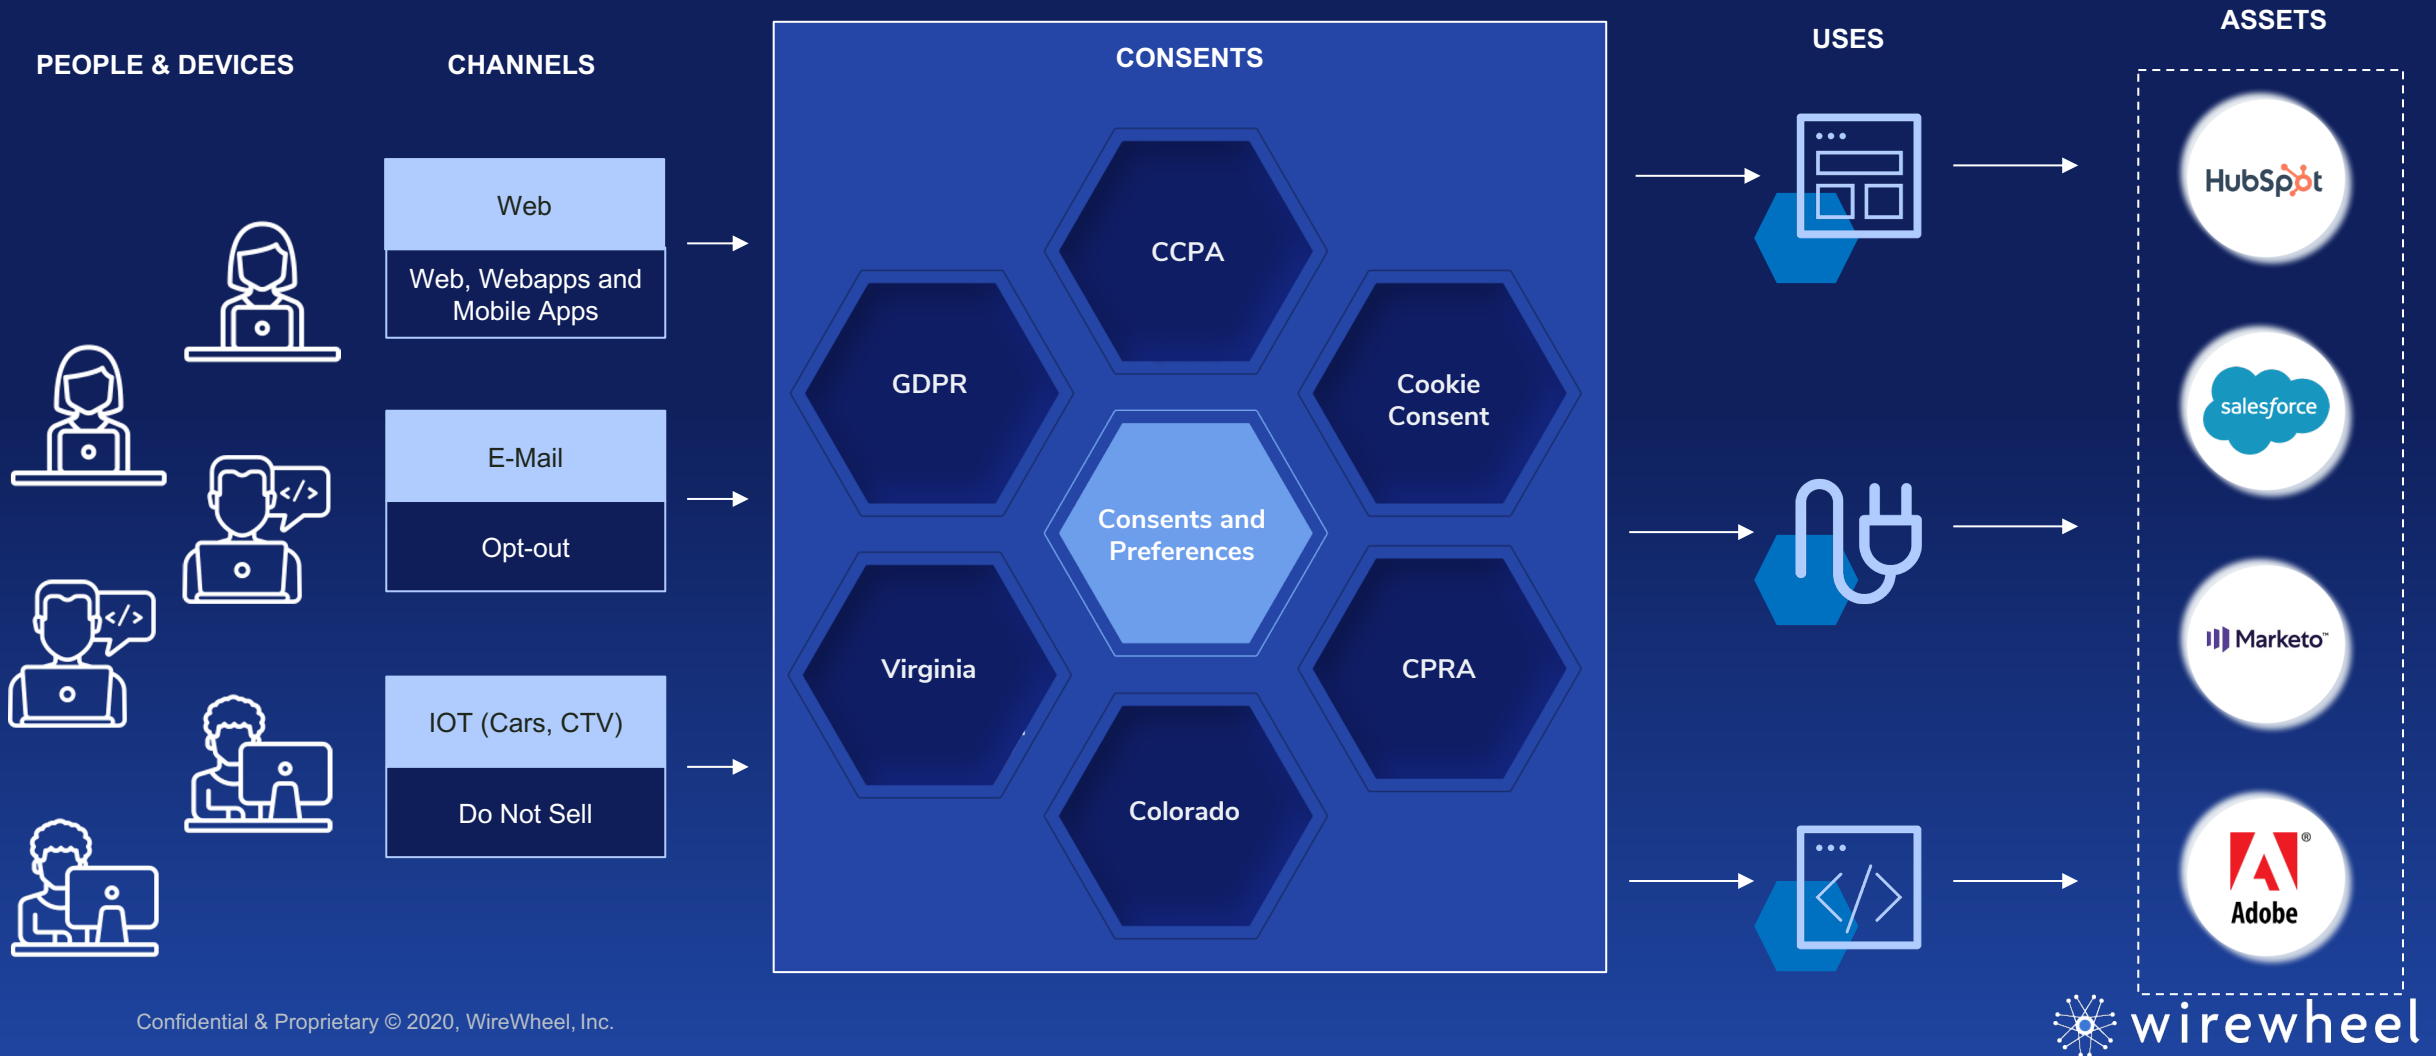 PEOPLE & DEVICES
CHANNELS
CONSENTS
USES
ASSETS
Web
Web, Webapps and
Mobile Apps
E-Mail
Opt-out
IOT (Cars, CTV)
Do Not Sell
</>
</>
CCPA
GDPR
Cookie
Consent
Consents and
Preferences
Virginia
CPRA
Colorado
HubSpot
salesforce
Marketo™
Adobe®
Confidential & Proprietary © 2020, WireWheel, Inc.
wirewheel